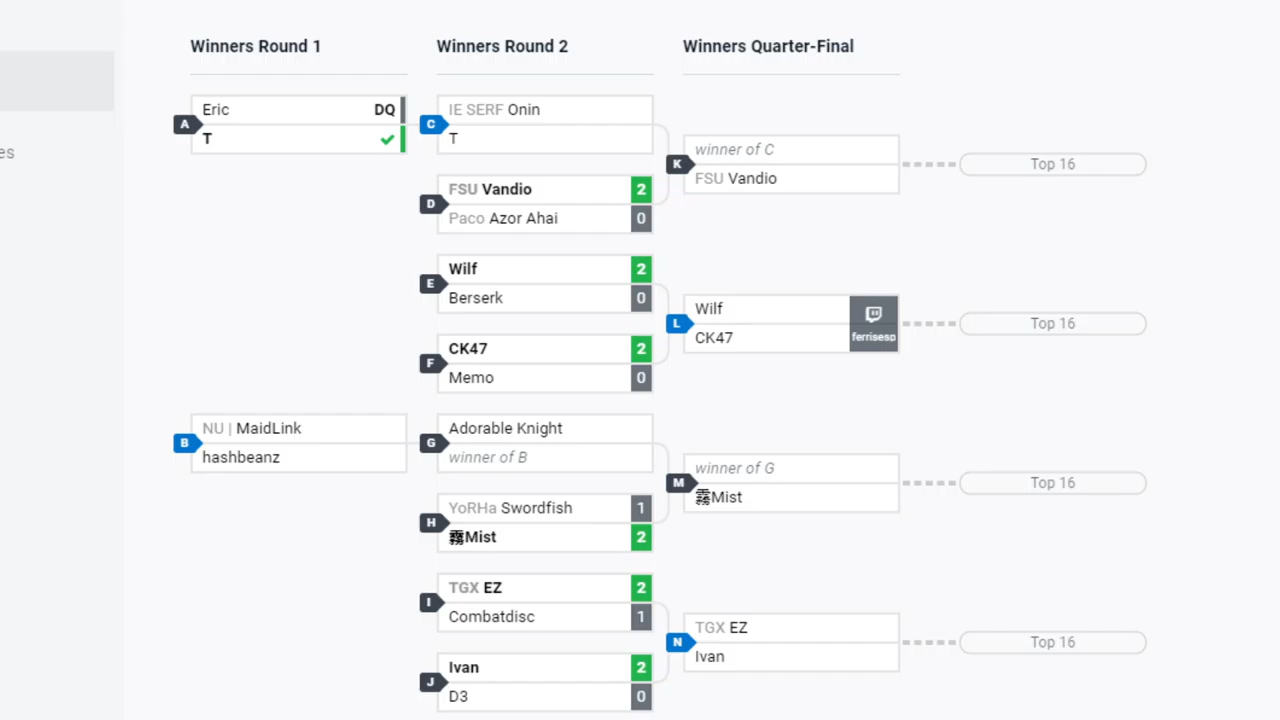 Winners Round 1
Winners Round 2
Winners Quarter-Final
es
A
Eric DQ
T
C
IE SERF Onin
T
D
FSU Vandio 2
Paco Azor Ahai 0
K
winner of C
FSU Vandio
Top 16
E
Wilf 2
Berserk 0
F
CK47 2
Memo 0
L
Wilf
CK47
ferrisesp
Top 16
B
NU | MaidLink
hashbeanz
G
Adorable Knight
winner of B
H
YoRHa Swordfish 1
霧Mist 2
M
winner of G
霧Mist
Top 16
I
TGX EZ 2
Combatdisc 1
J
Ivan 2
D3 0
N
TGX EZ
Ivan
Top 16